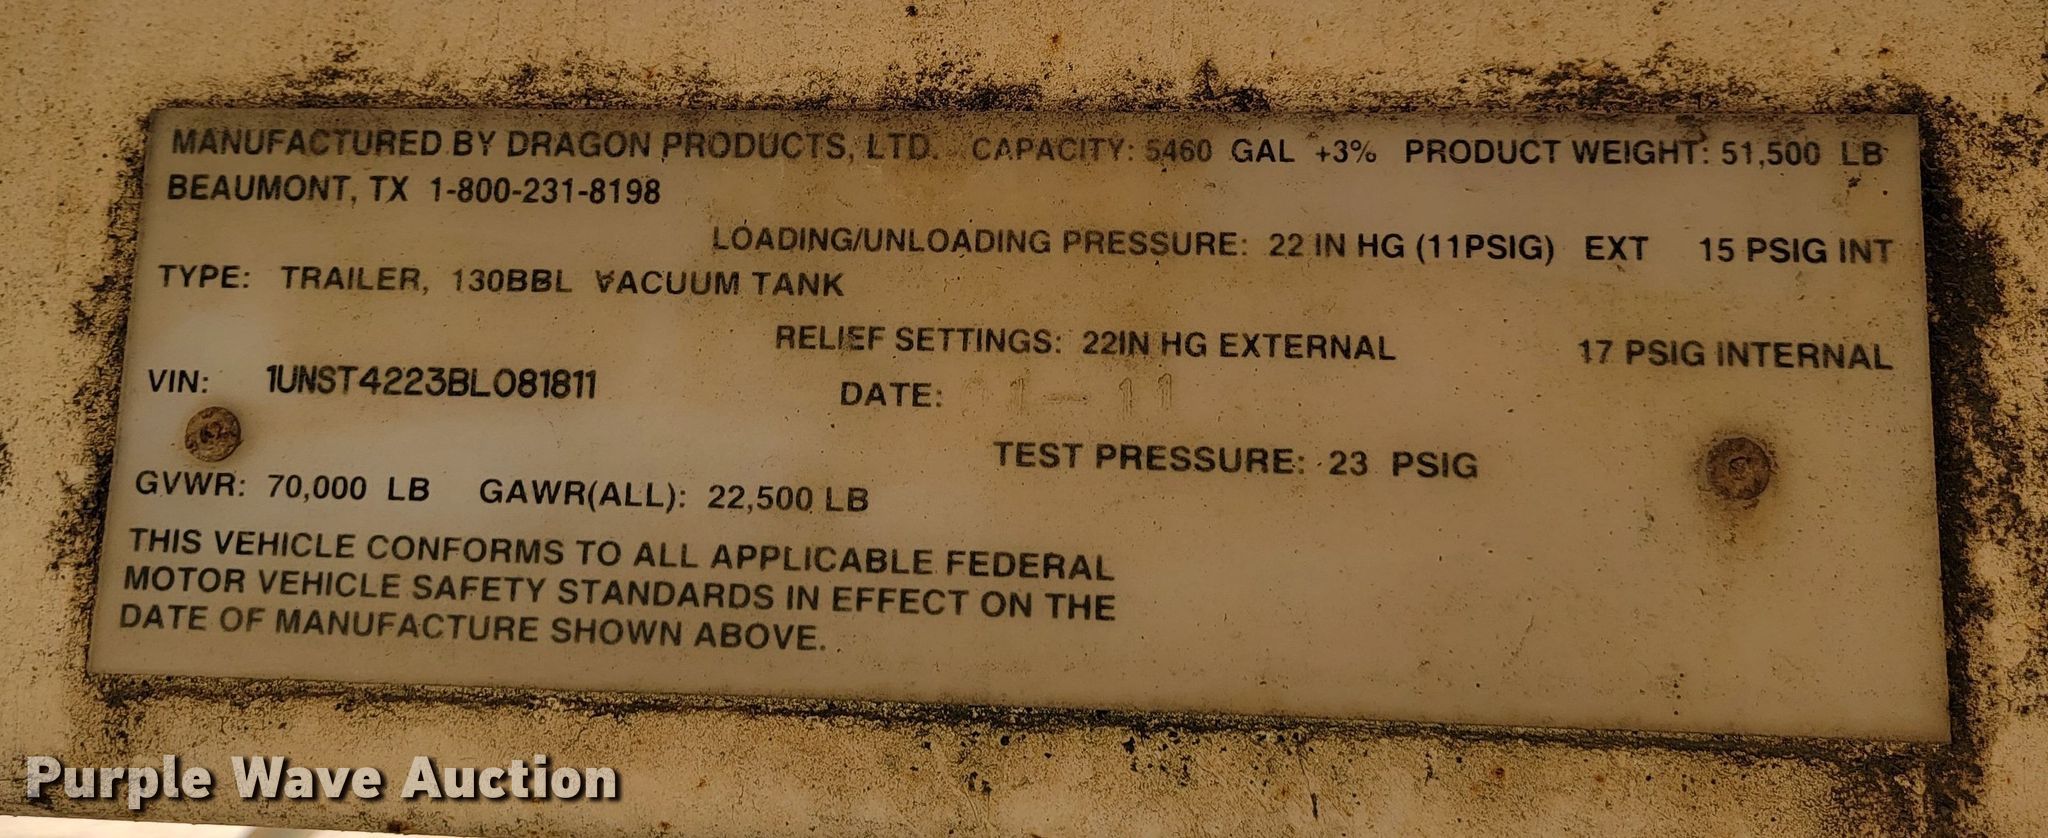 MANUFACTURED BY DRAGON PRODUCTS, LTD. CAPACITY: 5460 GAL +3% PRODUCT WEIGHT: 51,500 LB
BEAUMONT, TX 1-800-231-8198
LOADING/UNLOADING PRESSURE: 22 IN HG (11PSIG) EXT 15 PSIG INT
TYPE: TRAILER, 130BBL VACUUM TANK
RELIEF SETTINGS: 22IN HG EXTERNAL 17 PSIG INTERNAL
VIN: 1UNST4223BL081811
DATE: 01-11
TEST PRESSURE: 23 PSIG
GVWR: 70,000 LB GAWR(ALL): 22,500 LB
THIS VEHICLE CONFORMS TO ALL APPLICABLE FEDERAL
MOTOR VEHICLE SAFETY STANDARDS IN EFFECT ON THE
DATE OF MANUFACTURE SHOWN ABOVE.
Purple Wave Auction